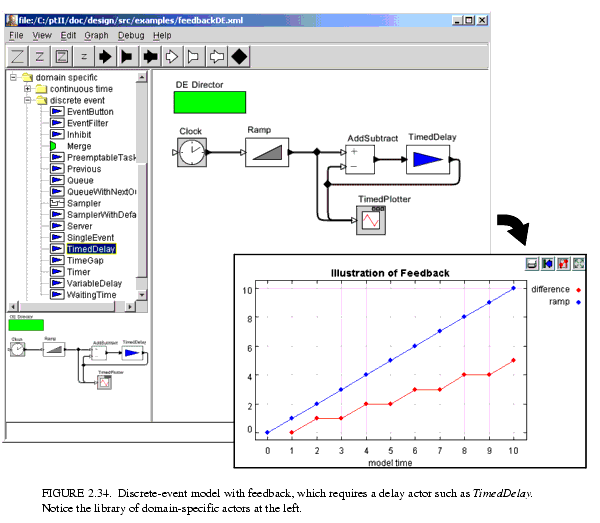 file:/C:/ptII/doc/design/src/examples/feedbackDE.xml
File View Edit Graph Debug Help
domain specific
continuous time
discrete event
EventButton
EventFilter
Inhibit
Merge
PreemptableTask
Previous
Queue
QueueWithNextOu
Sampler
SamplerWithDefa
Server
SingleEvent
TimedDelay
TimeGap
Timer
VariableDelay
WaitingTime
DE Director
Clock
Ramp
AddSubtract
TimedDelay
TimedPlotter
DE Director
Clock
Ramp
AddSubtract
TimedDelay
TimedPlotter
Illustration of Feedback
difference
ramp
10
8
6
4
2
0
0 1 2 3 4 5 6 7 8 9 10
model time
FIGURE 2.34. Discrete-event model with feedback, which requires a delay actor such as TimedDelay.
Notice the library of domain-specific actors at the left.